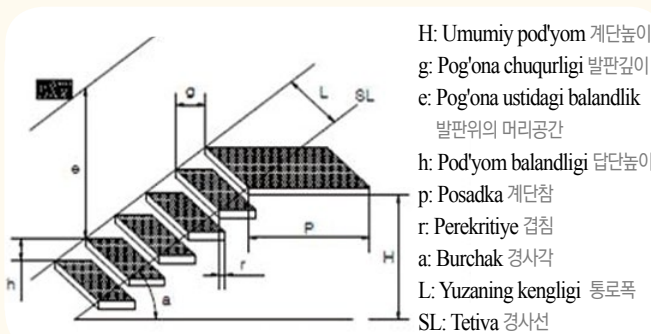 H: Umumiy pod'yom 계단높이
g: Pog'ona chuqurligi 발판깊이
e: Pog'ona ustidagi balandlik
발판위의 머리공간
h: Pod'yom balandligi 답단높이
p: Posadka 계단참
r: Perekritiye 겹침
a: Burchak 경사각
L: Yuzaning kengligi 통로폭
SL: Tetiva 경사선
g
L
SL
e
P
H
r
h
a